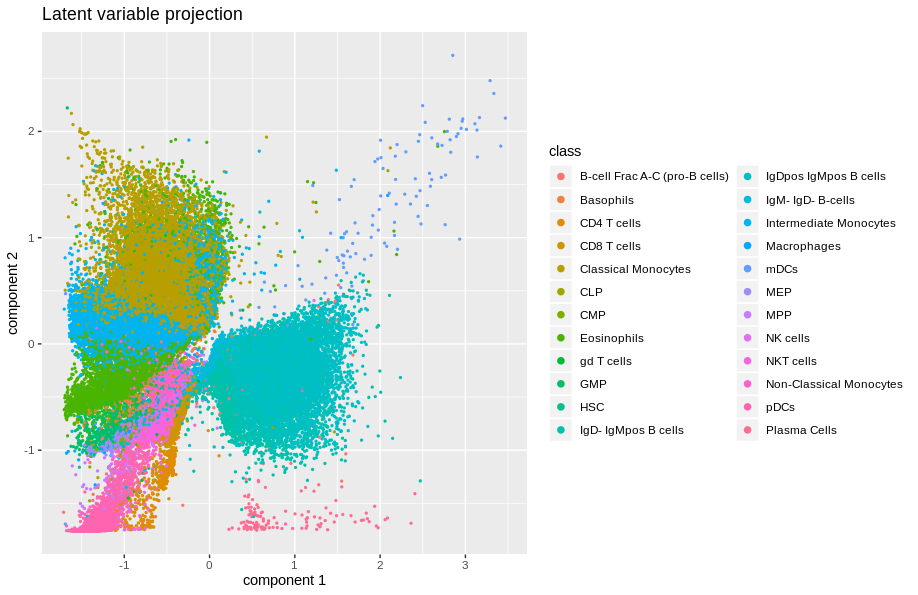 Latent variable projection
component 2
2
1
0
-1
-1
0
1
2
3
component 1
class
B-cell Frac A-C (pro-B cells)
Basophils
CD4 T cells
CD8 T cells
Classical Monocytes
CLP
CMP
Eosinophils
gd T cells
GMP
HSC
IgD- IgMpos B cells
IgDpos IgMpos B cells
IgM- IgD- B-cells
Intermediate Monocytes
Macrophages
mDCs
MEP
MPP
NK cells
NKT cells
Non-Classical Monocytes
pDCs
Plasma Cells